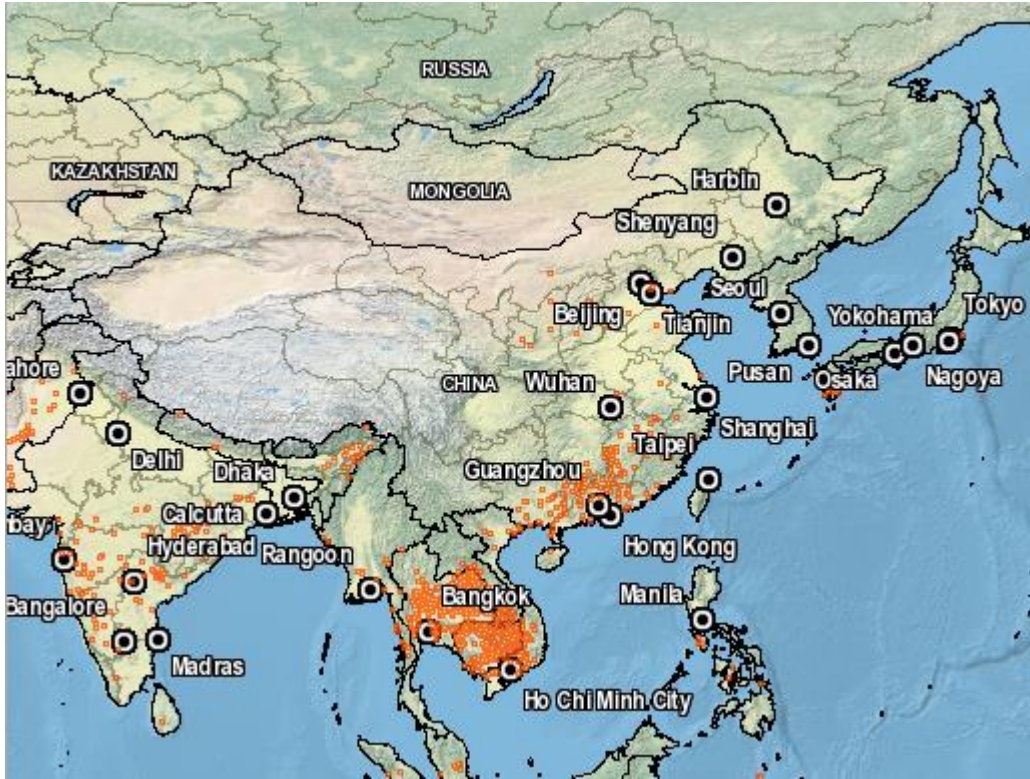 RUSSIA
KAZAKHSTAN
MONGOLIA
Harbin
Shenyang
Seoul
Tokyo
Beijing
Tianjin
Yokohama
ahore
CHINA
Wuhan
Pusan
Osaka
Nagoya
Shanghai
Delhi
Dhaka
Guangzhou
Taipei
Calcutta
mbay
Hyderabad
Rangoon
Hong Kong
Bangalore
Bangkok
Manila
Madras
Ho Chi Minh City